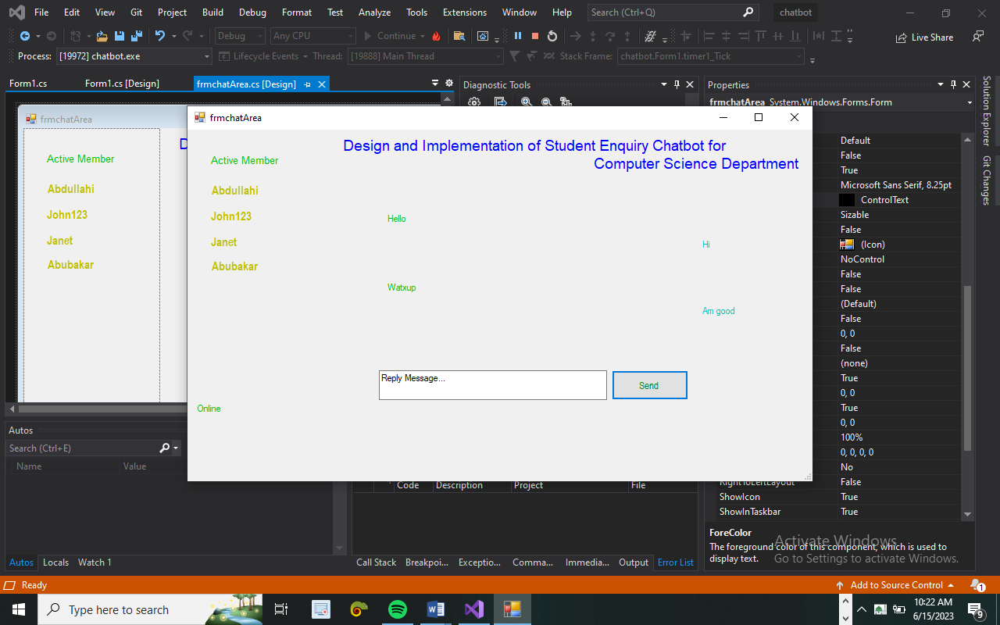 File Edit View Git Project Build Debug Format Test Analyze Tools Extensions Window Help Search (Ctrl+Q) chatbot
Debug Any CPU Continue Live Share
Process: [19972] chatbot.exe Lifecycle Events Thread: [19888] Main Thread Stack Frame: chatbot.Form1.timer1_Tick
Form1.cs Form1.cs [Design] frmchatArea.cs [Design] Diagnostic Tools Properties
frmchatArea System.Windows.Forms.Form
Solution Explorer
Git Changes
frmchatArea
D
Active Member
Abdullahi
John123
Janet
Abubakar
frmchatArea
Design and Implementation of Student Enquiry Chatbot for
Computer Science Department
Active Member
Abdullahi
John123
Janet
Abubakar
Hello
Hi
Watxup
Am good
Reply Message...
Send
Online
Default
False
True
Microsoft Sans Serif, 8.25pt
ControlText
Sizable
False
(Icon)
NoControl
False
False
(Default)
False
0, 0
False
(none)
True
0, 0
True
0, 0
100%
0, 0, 0, 0
No
RightToLeftLayout False
ShowIcon True
ShowInTaskbar True
ForeColor
The foreground color of this component, which is used to
display text.
Activate Windows
Go to Settings to activate Windows.
Autos
Search (Ctrl+E)
Name Value
Code Description Project File
Autos Locals Watch 1
Call Stack Breakpoi... Exceptio... Comma... Immedia... Output Error List
Ready Add to Source Control 1
Type here to search
10:22 AM
6/15/2023
9